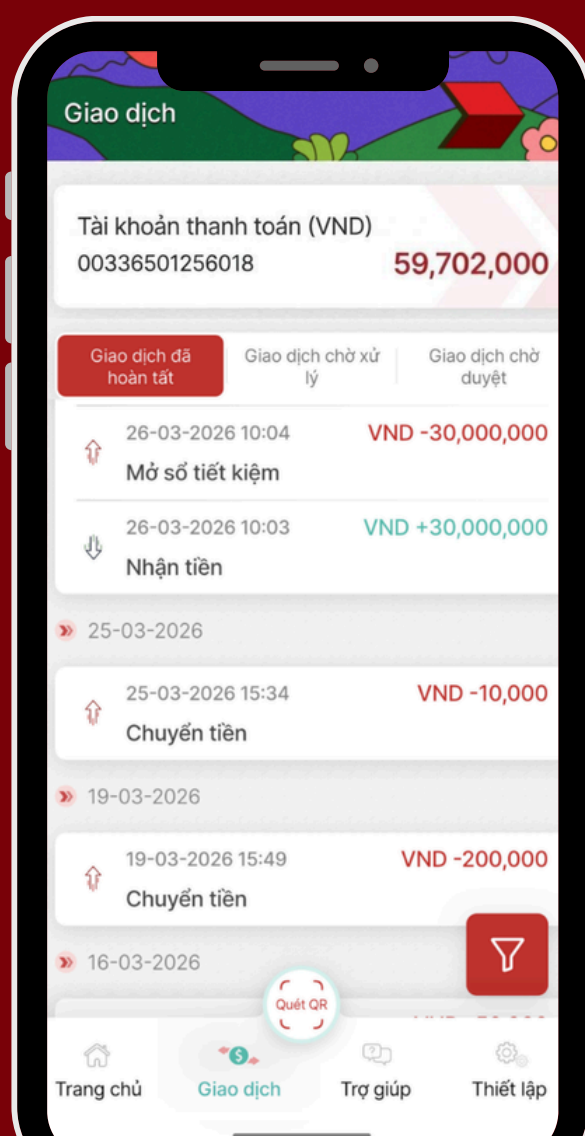 Giao dịch
Tài khoản thanh toán (VND)
00336501256018
59,702,000
Giao dịch đã
hoàn tất
Giao dịch chờ xử
lý
Giao dịch chờ
duyệt
26-03-2026 10:04
VND -30,000,000
Mở sổ tiết kiệm
26-03-2026 10:03
VND +30,000,000
Nhận tiền
25-03-2026
25-03-2026 15:34
VND -10,000
Chuyển tiền
19-03-2026
19-03-2026 15:49
VND -200,000
Chuyển tiền
16-03-2026
Quét QR
Trang chủ
Giao dịch
Trợ giúp
Thiết lập